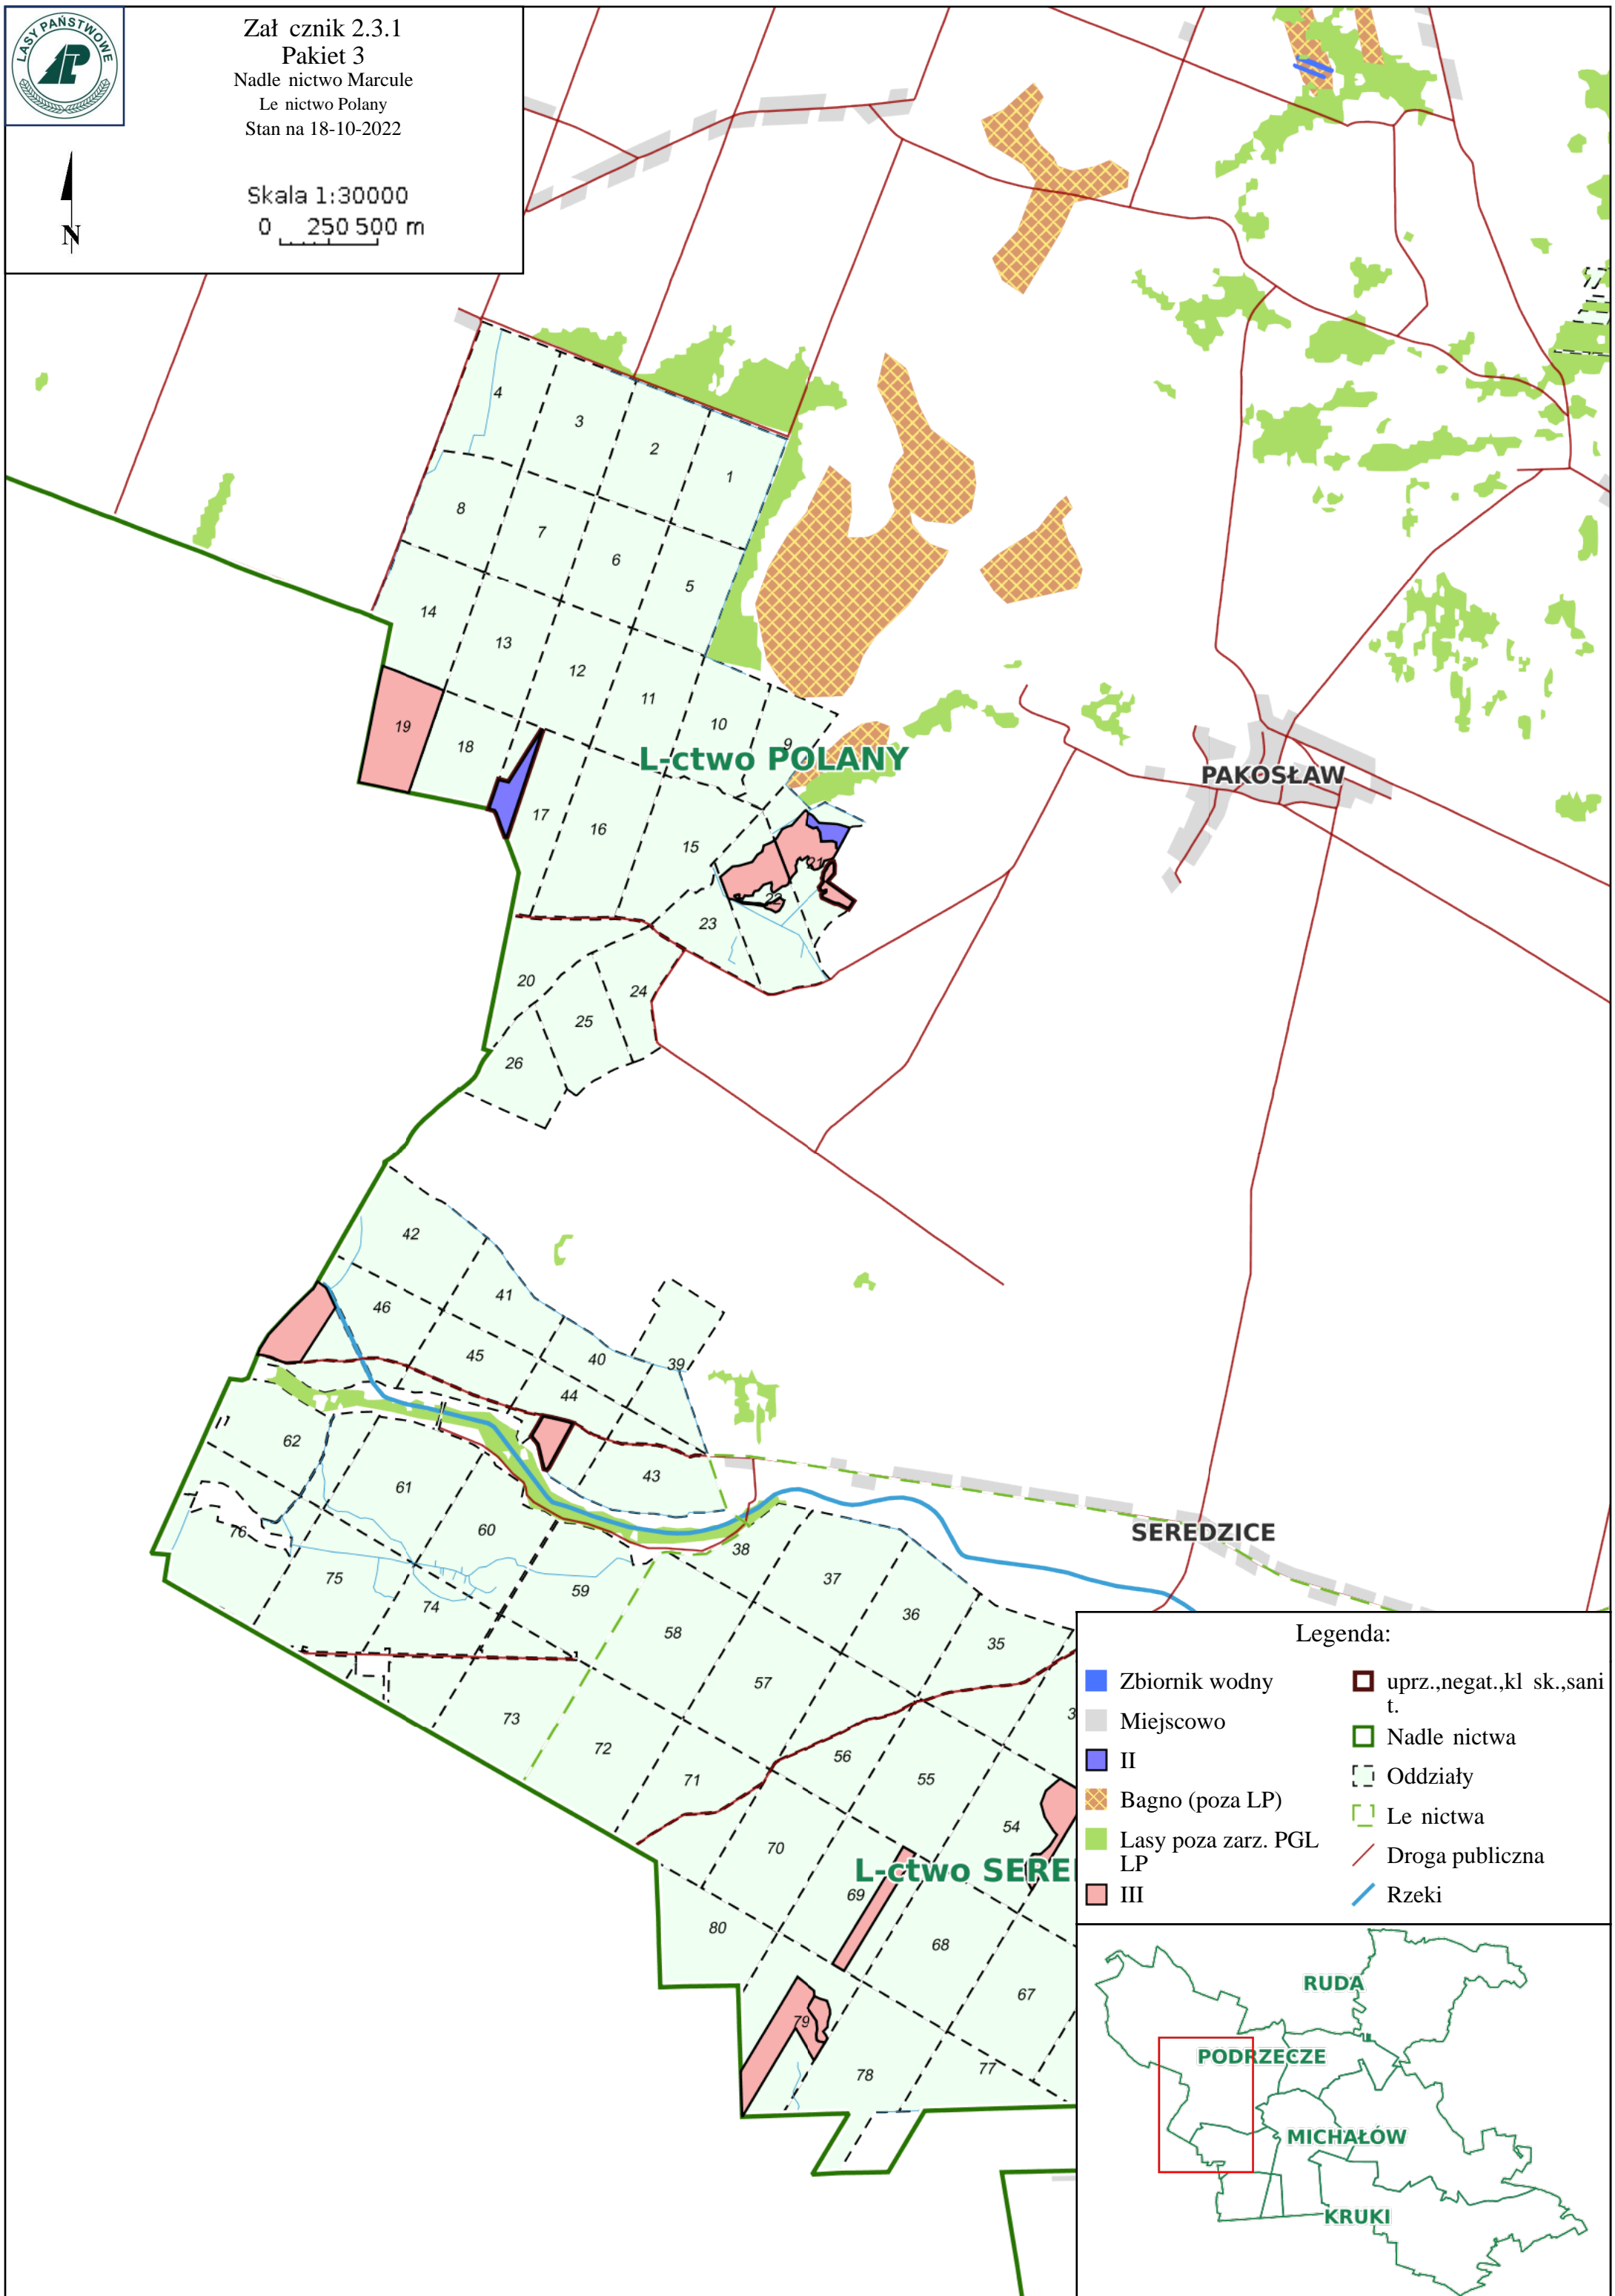 LASY PAŃSTWOWE
LP
Zał cznik 2.3.1
Pakiet 3
Nadle nictwo Marcule
Le nictwo Polany
Stan na 18-10-2022
Skala 1:30000
0 250 500 m
N
4
3
2
1
8
7
6
5
14
13
12
11
10
9
19
18
L-ctwo POLANY
PAKOSŁAW
17
16
15
21
22
23
20
24
25
26
42
41
46
45
40
39
44
43
62
61
60
76
75
74
59
38
37
36
35
SEREDZICE
58
57
73
72
71
56
55
3
54
70
69
L-ctwo SERE
80
68
67
79
78
77
Legenda:
Zbiornik wodny
Miejscowo
II
Bagno (poza LP)
Lasy poza zarz. PGL
LP
III
uprz.,negat.,kl sk.,sani
t.
Nadle nictwa
Oddziały
Le nictwa
Droga publiczna
Rzeki
RUDA
PODRZECZE
MICHAŁÓW
KRUKI